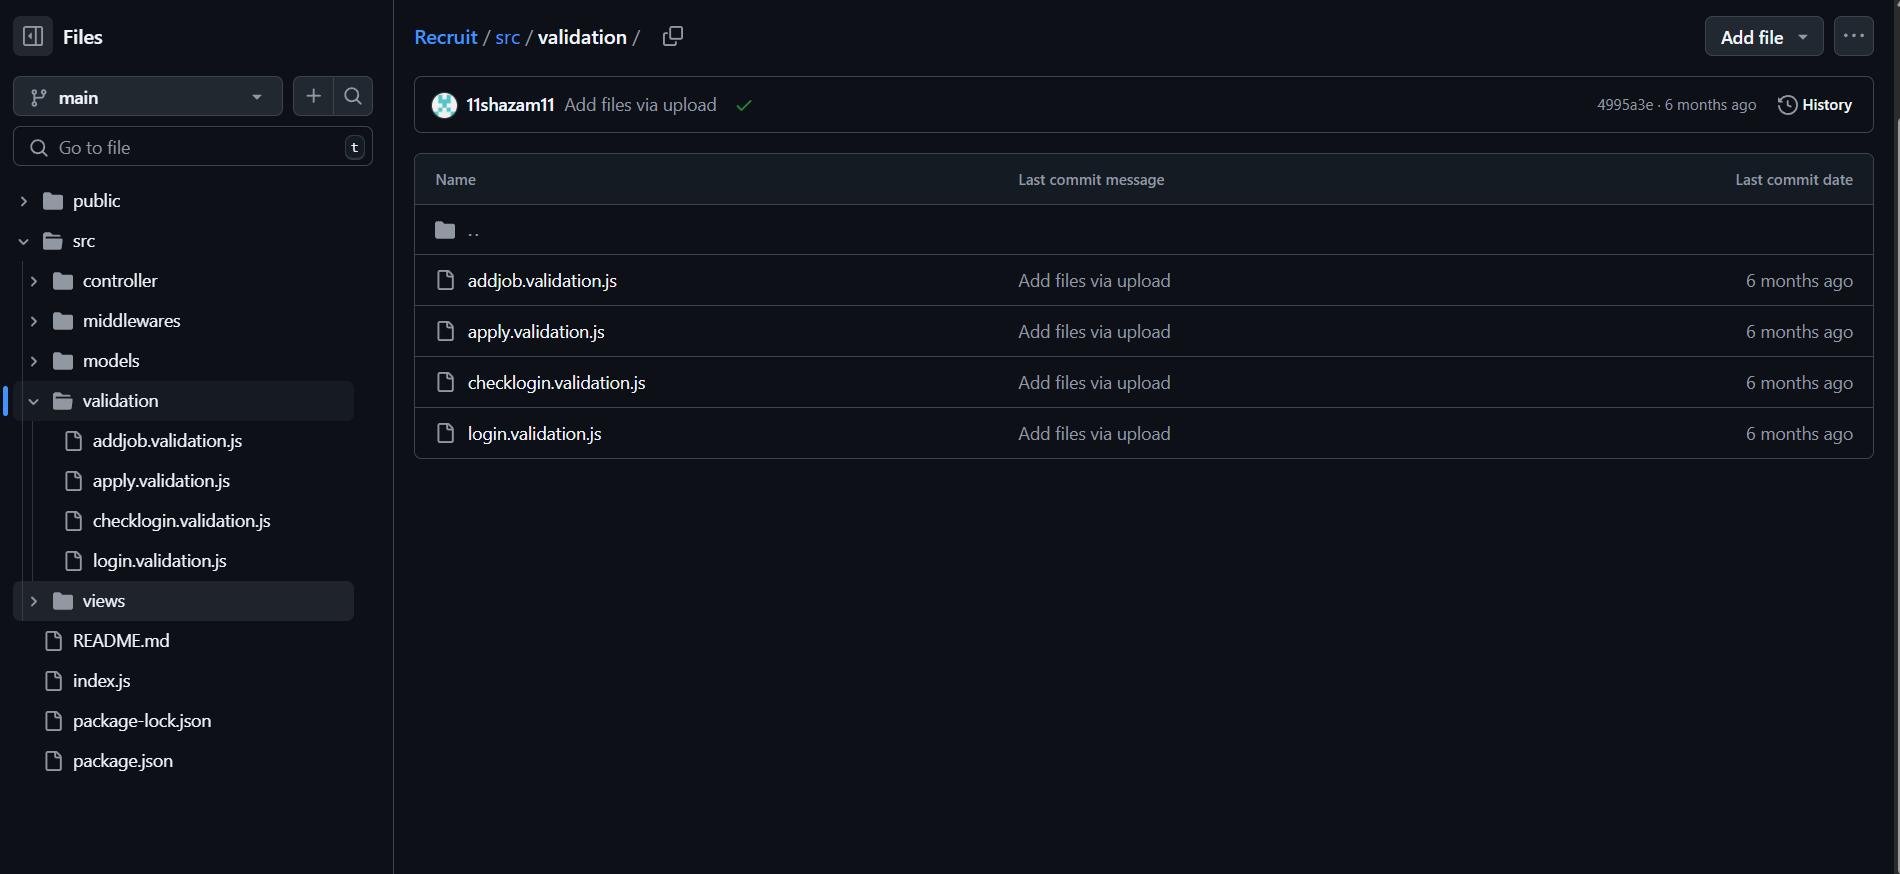 Files
main
Go to file
t
public
src
controller
middlewares
models
validation
addjob.validation.js
apply.validation.js
checklogin.validation.js
login.validation.js
views
README.md
index.js
package-lock.json
package.json
Recruit / src / validation /
Add file
11shazam11 Add files via upload 4995a3e · 6 months ago History
Name Last commit message Last commit date
..
addjob.validation.js Add files via upload 6 months ago
apply.validation.js Add files via upload 6 months ago
checklogin.validation.js Add files via upload 6 months ago
login.validation.js Add files via upload 6 months ago